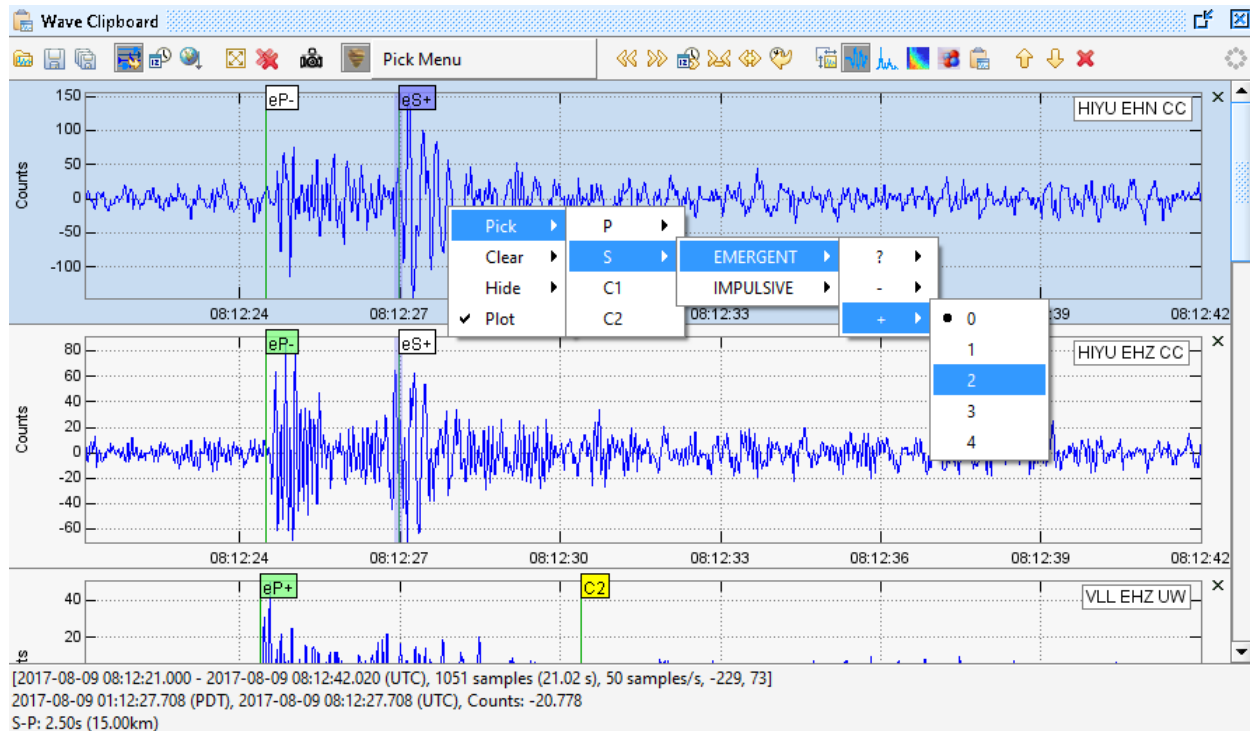 Wave Clipboard
Pick Menu
150
100
50
0
-50
-100
Counts
eP-
eS+
HIYU EHN CC
08:12:24
08:12:27
08:12:33
:39
08:12:42
Pick
Clear
Hide
Plot
P
S
C1
C2
EMERGENT
IMPULSIVE
?
-
+
0
1
2
3
4
80
60
40
20
0
-20
-40
-60
Counts
eP-
eS+
HIYU EHZ CC
08:12:24
08:12:27
08:12:30
08:12:33
08:12:36
08:12:39
08:12:42
40
20
ts
eP+
C2
VLL EHZ UW
[2017-08-09 08:12:21.000 - 2017-08-09 08:12:42.020 (UTC), 1051 samples (21.02 s), 50 samples/s, -229, 73]
2017-08-09 01:12:27.708 (PDT), 2017-08-09 08:12:27.708 (UTC), Counts: -20.778
S-P: 2.50s (15.00km)